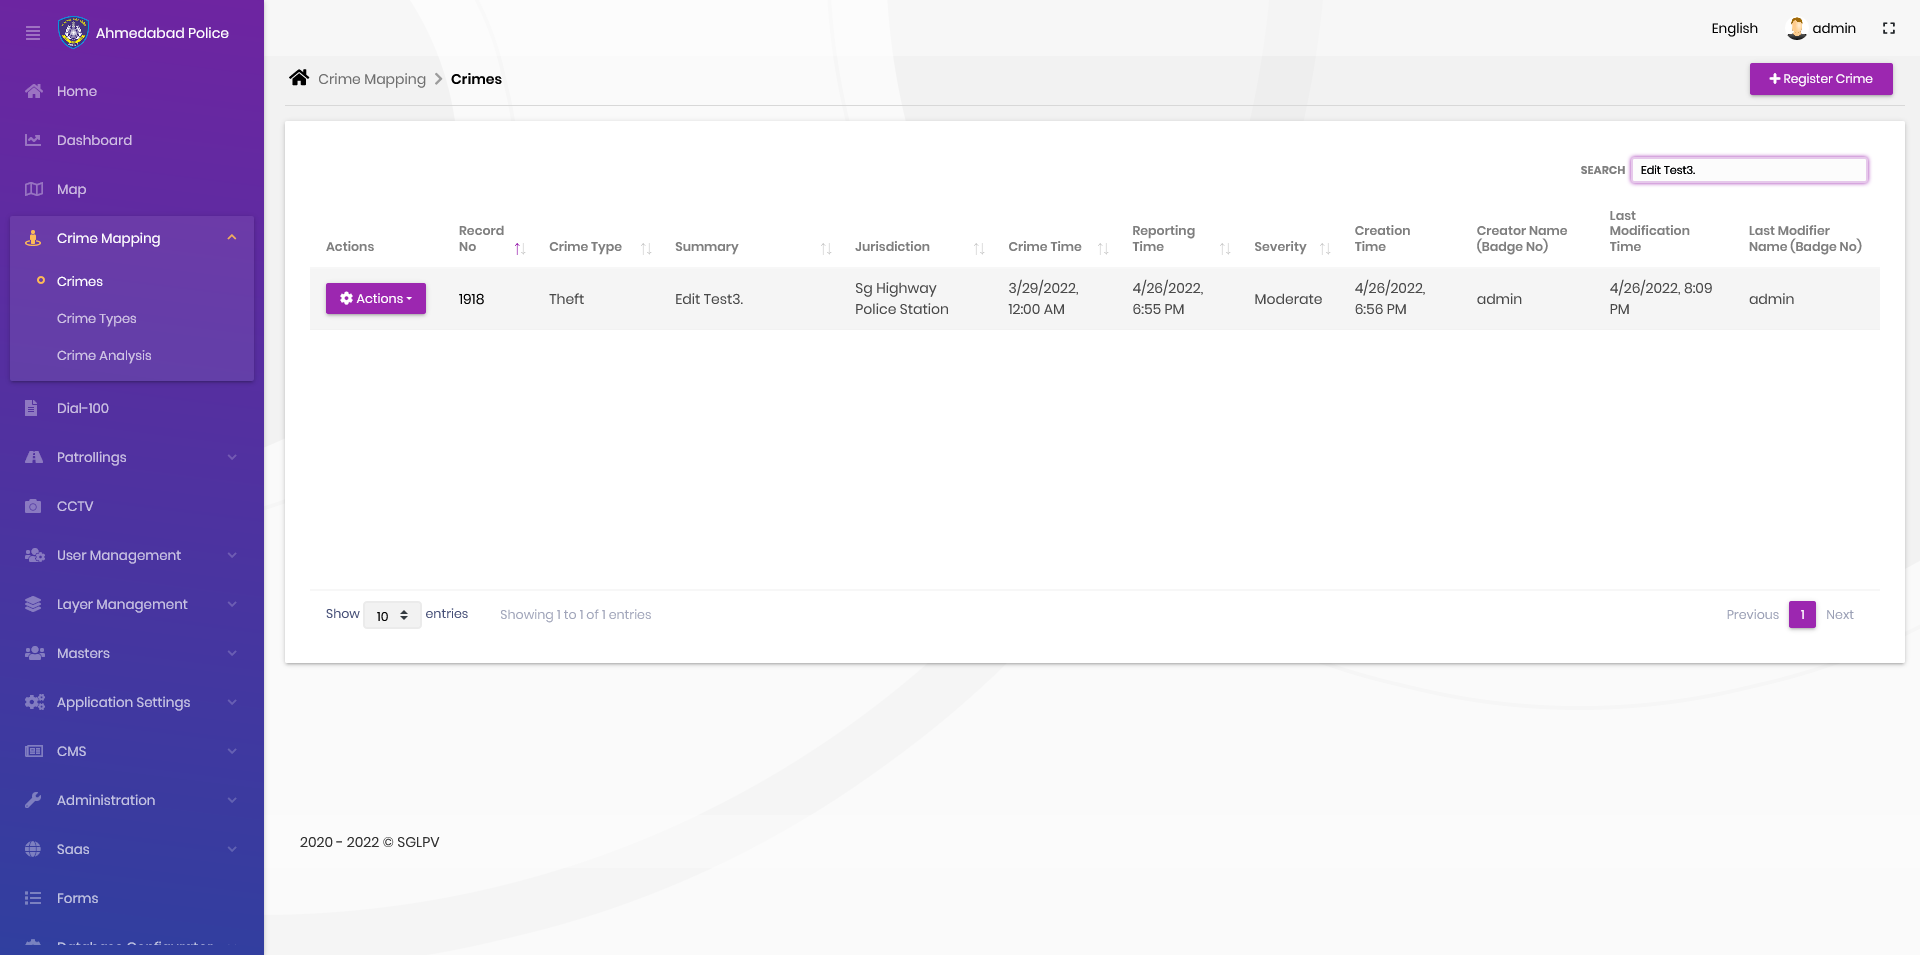 Ahmedabad Police
Home
Dashboard
Map
Crime Mapping
Crimes
Crime Types
Crime Analysis
Dial-100
Patrollings
CCTV
User Management
Layer Management
Masters
Application Settings
CMS
Administration
Saas
Forms
Database Configurator
English
admin
Crime Mapping
Crimes
Register Crime
SEARCH Edit Test3.
Actions
Record
No
Crime Type
Summary
Jurisdiction
Crime Time
Reporting
Time
Severity
Creation
Time
Creator Name
(Badge No)
Last
Modification
Time
Last Modifier
Name (Badge No)
Actions
1918
Theft
Edit Test3.
Sg Highway
Police Station
3/29/2022,
12:00 AM
4/26/2022,
6:55 PM
Moderate
4/26/2022,
6:56 PM
admin
4/26/2022, 8:09
PM
admin
Show 10 entries
Showing 1 to 1 of 1 entries
Previous 1 Next
2020 - 2022 © SGLPV